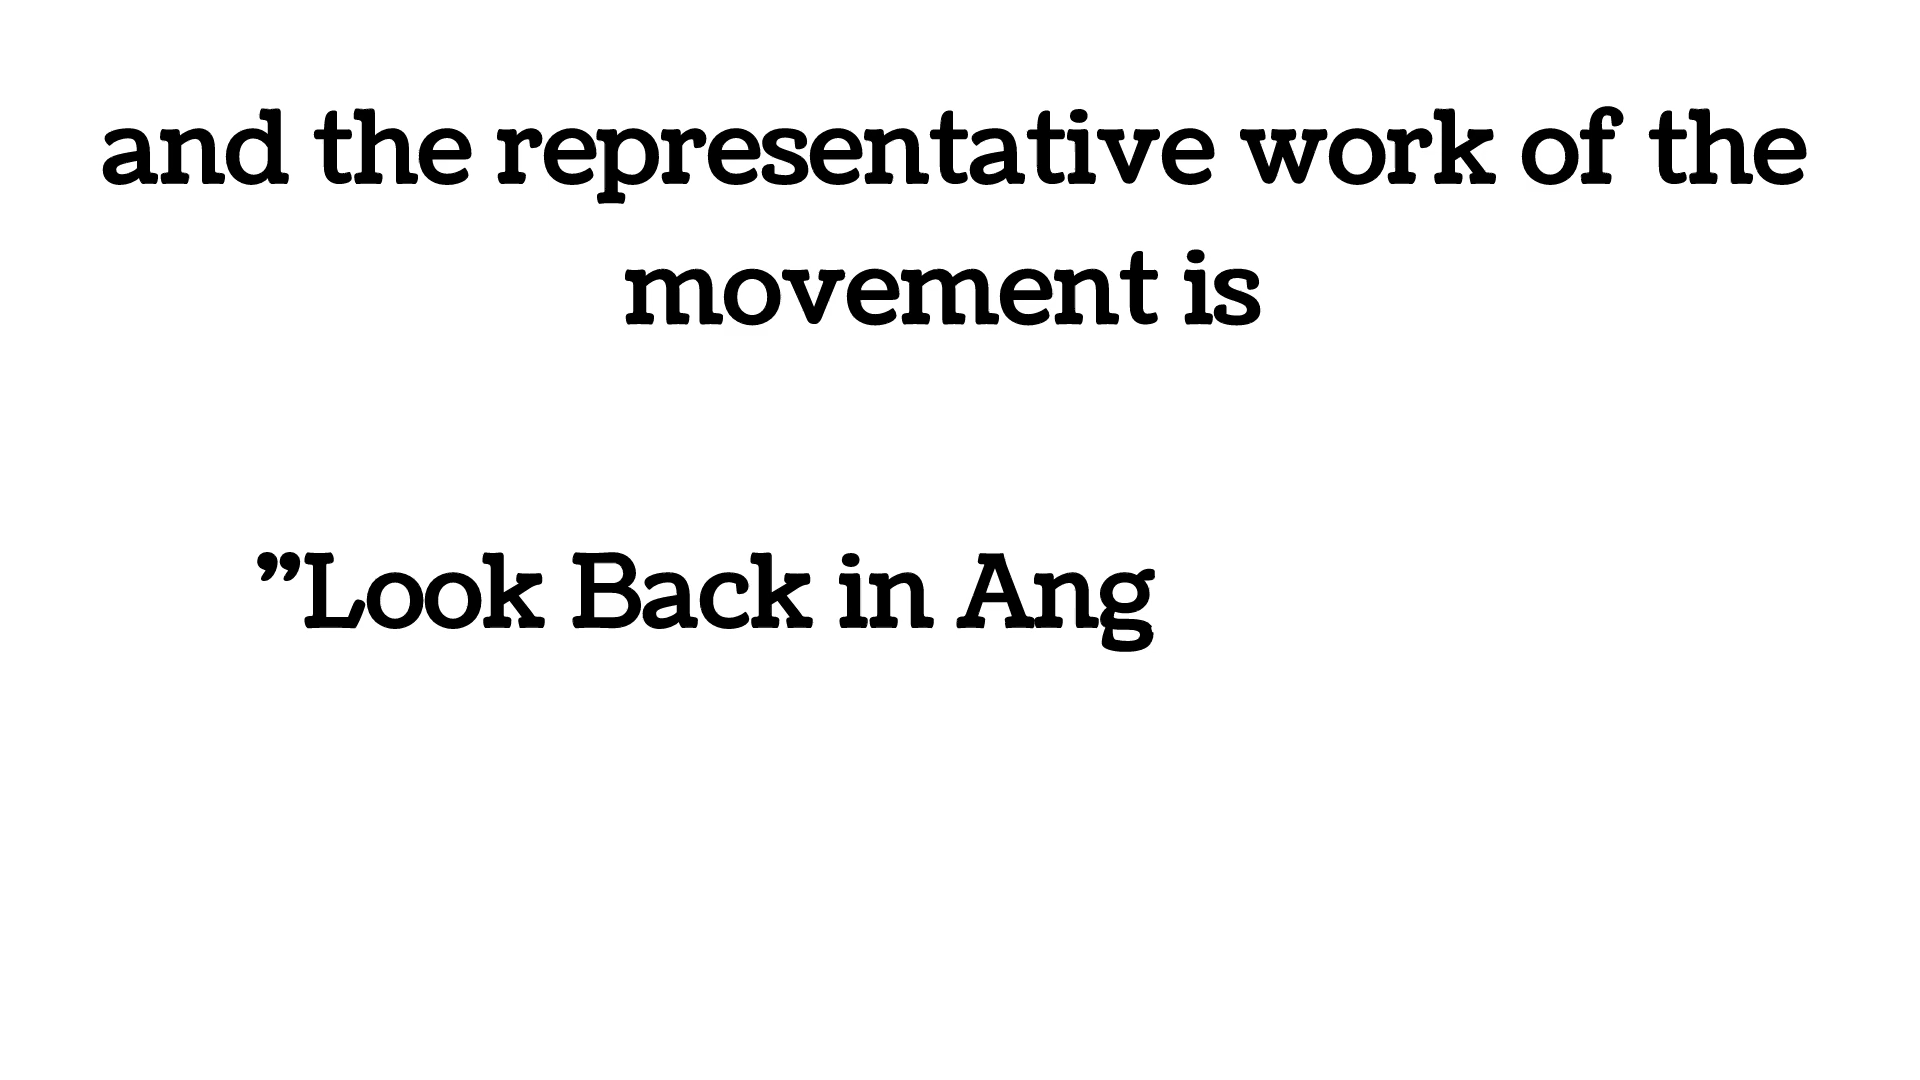 and the representative work of the
movement is
”Look Back in Ang